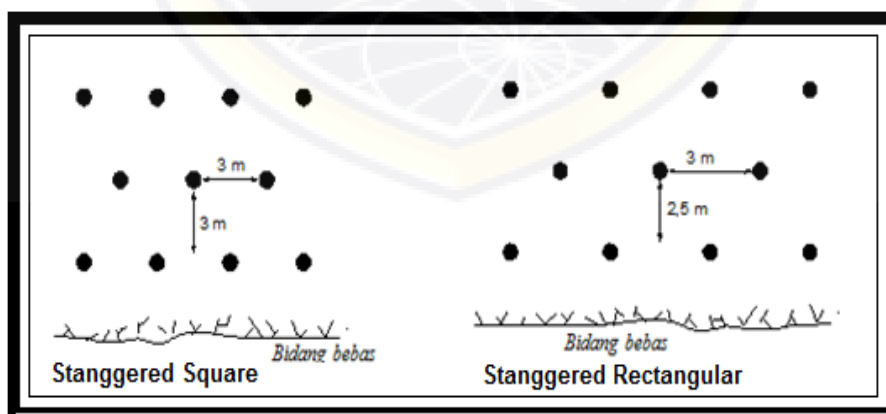 3 m
3 m
Bidang bebas
Stanggered Square
3 m
2,5 m
Bidang bebas
Stanggered Rectangular